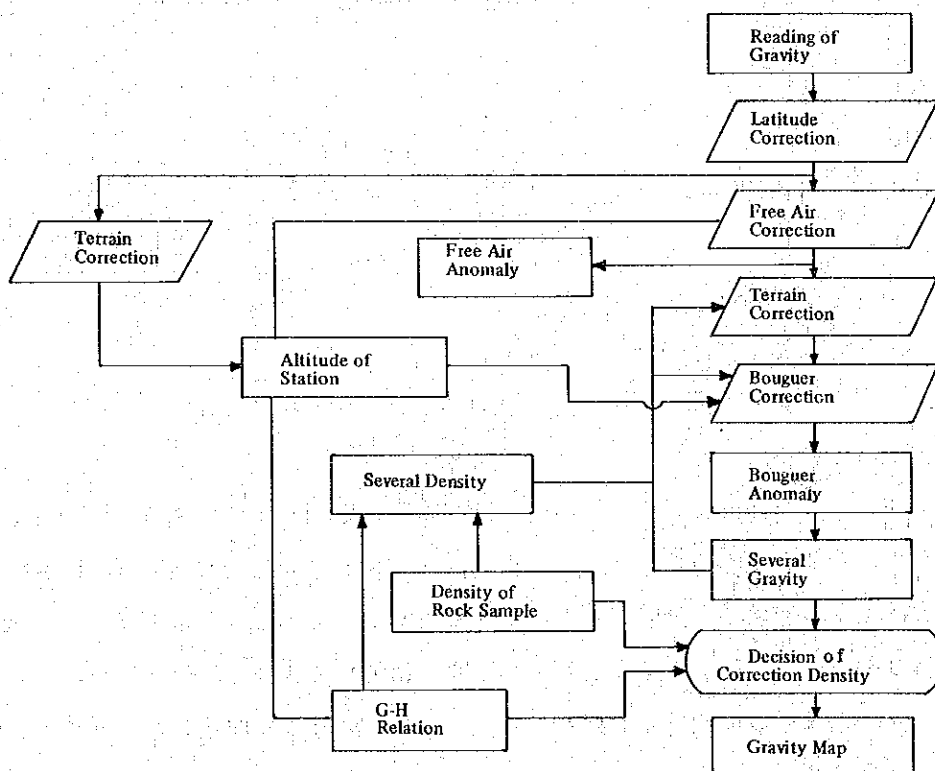 Reading of
Gravity
Latitude
Correction
Free Air
Correction
Terrain
Correction
Free Air
Anomaly
Terrain
Correction
Altitude of
Station
Bouguer
Correction
Several Density
Bouguer
Anomaly
Several
Gravity
Density of
Rock Sample
Decision of
Correction Density
G-H
Relation
Gravity Map